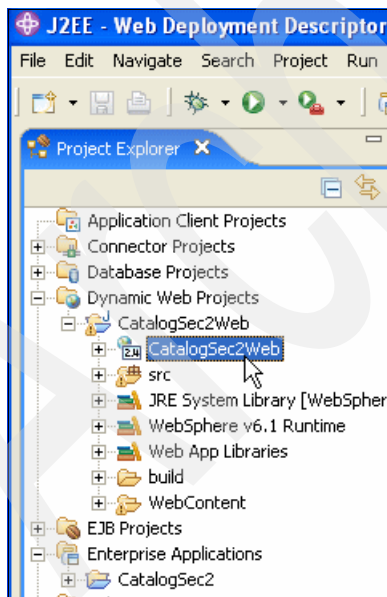 J2EE - Web Deployment Descriptor
File Edit Navigate Search Project Run
Project Explorer
Application Client Projects
Connector Projects
Database Projects
Dynamic Web Projects
CatalogSec2Web
2.4 CatalogSec2Web
src
JRE System Library [WebSpher
WebSphere v6.1 Runtime
Web App Libraries
build
WebContent
EJB Projects
Enterprise Applications
CatalogSec2